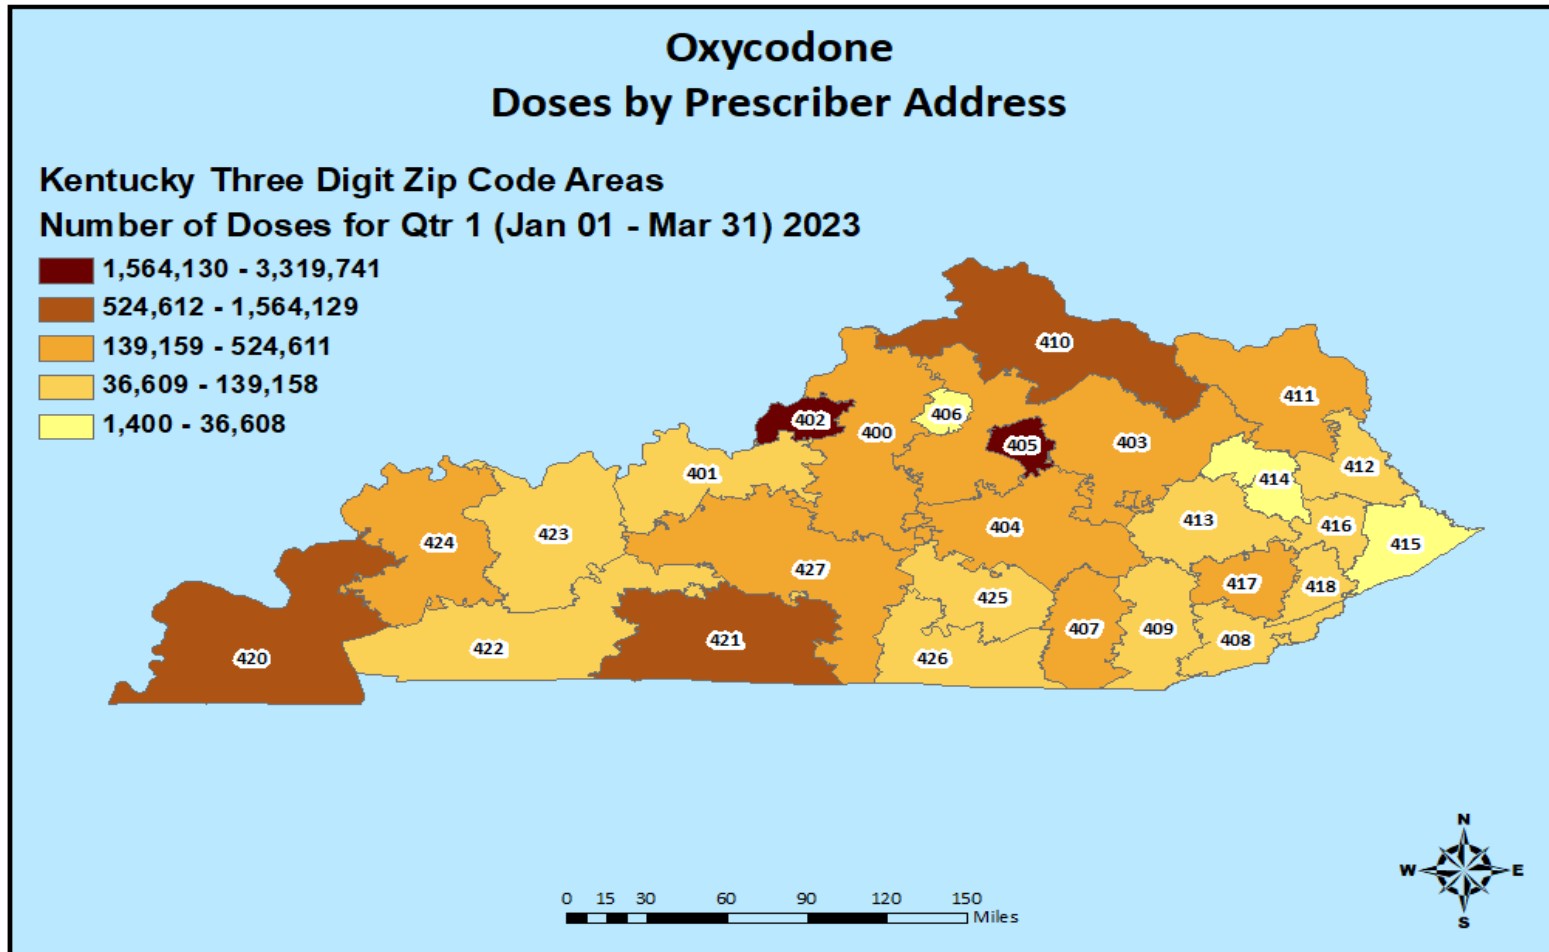 Oxycodone
Doses by Prescriber Address
Kentucky Three Digit Zip Code Areas
Number of Doses for Qtr 1 (Jan 01 - Mar 31) 2023
1,564,130 - 3,319,741
524,612 - 1,564,129
139,159 - 524,611
36,609 - 139,158
1,400 - 36,608
410
411
406
402
400
405
403
401
414
412
413
416
404
423
424
415
427
417
418
425
407
409
408
421
422
420
426
N
W
E
S
0 15 30 60 90 120 150
Miles